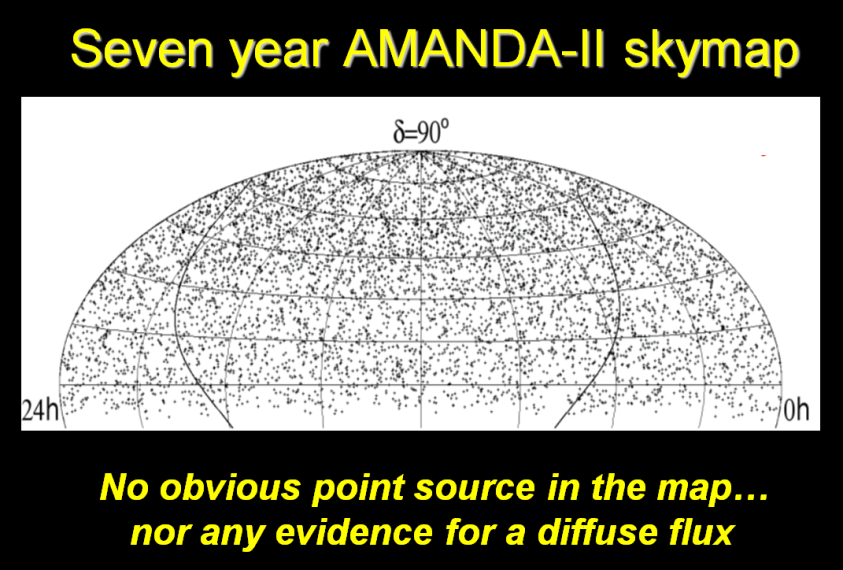 Seven year AMANDA-II skymap
δ=90°
24h
0h
No obvious point source in the map…
nor any evidence for a diffuse flux